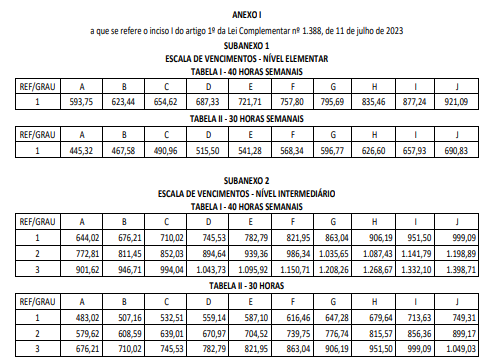 ANEXO I
a que se refere o inciso I do artigo 1º da Lei Complementar nº 1.388, de 11 de julho de 2023
SUBANEXO 1
ESCALA DE VENCIMENTOS - NÍVEL ELEMENTAR
TABELA I - 40 HORAS SEMANAIS
REF/GRAU A B C D E F G H I J
1 593,75 623,44 654,62 687,33 721,71 757,80 795,69 835,46 877,24 921,09
TABELA II - 30 HORAS SEMANAIS
REF/GRAU A B C D E F G H I J
1 445,32 467,58 490,96 515,50 541,28 568,34 596,77 626,60 657,93 690,83
SUBANEXO 2
ESCALA DE VENCIMENTOS - NÍVEL INTERMEDIÁRIO
TABELA I - 40 HORAS SEMANAIS
REF/GRAU A B C D E F G H I J
1 644,02 676,21 710,02 745,53 782,79 821,95 863,04 906,19 951,50 999,09
2 772,81 811,45 852,03 894,64 939,36 986,34 1.035,65 1.087,43 1.141,79 1.198,89
3 901,62 946,71 994,04 1.043,73 1.095,92 1.150,71 1.208,26 1.268,67 1.332,10 1.398,71
TABELA II - 30 HORAS
REF/GRAU A B C D E F G H I J
1 483,02 507,16 532,51 559,14 587,10 616,46 647,28 679,64 713,63 749,31
2 579,62 608,59 639,01 670,97 704,52 739,75 776,74 815,57 856,36 899,17
3 676,21 710,02 745,53 782,79 821,95 863,04 906,19 951,50 999,09 1.049,03